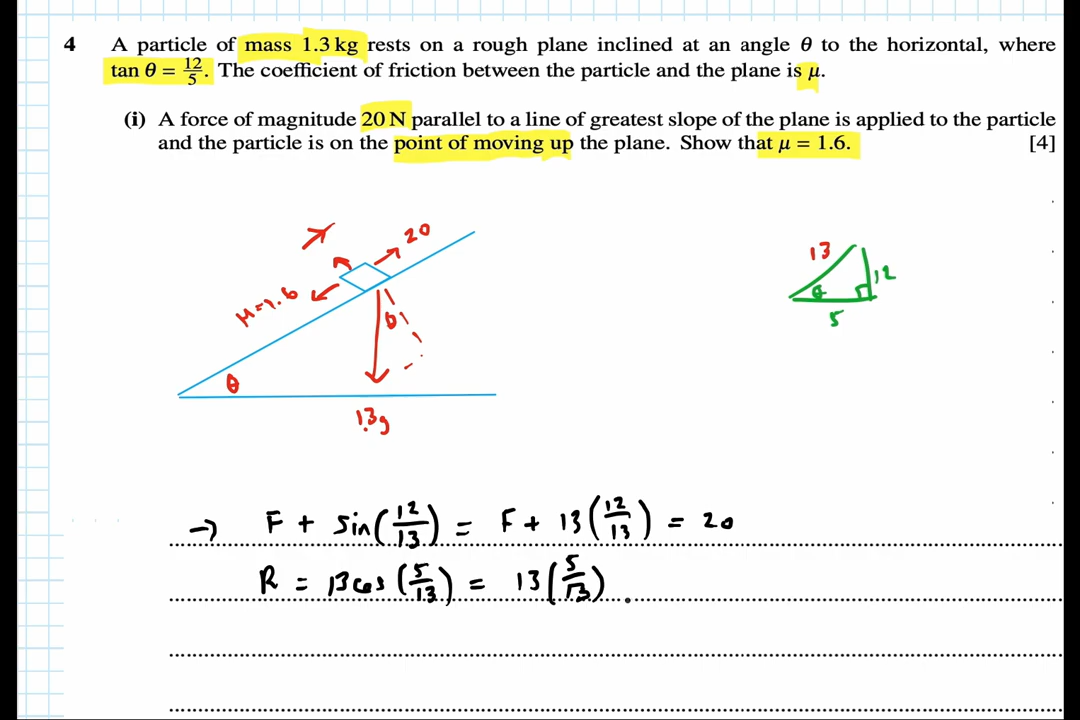 4 A particle of mass 1.3 kg rests on a rough plane inclined at an angle θ to the horizontal, where
tan θ = 12/5. The coefficient of friction between the particle and the plane is μ.
(i) A force of magnitude 20 N parallel to a line of greatest slope of the plane is applied to the particle
and the particle is on the point of moving up the plane. Show that μ = 1.6. [4]
20
μ=1.6
θ
θ
1.3g
13
12
θ
5
→ F + sin(12/13) = F + 13(12/13) = 20
R = 13cos(5/13) = 13(5/13).